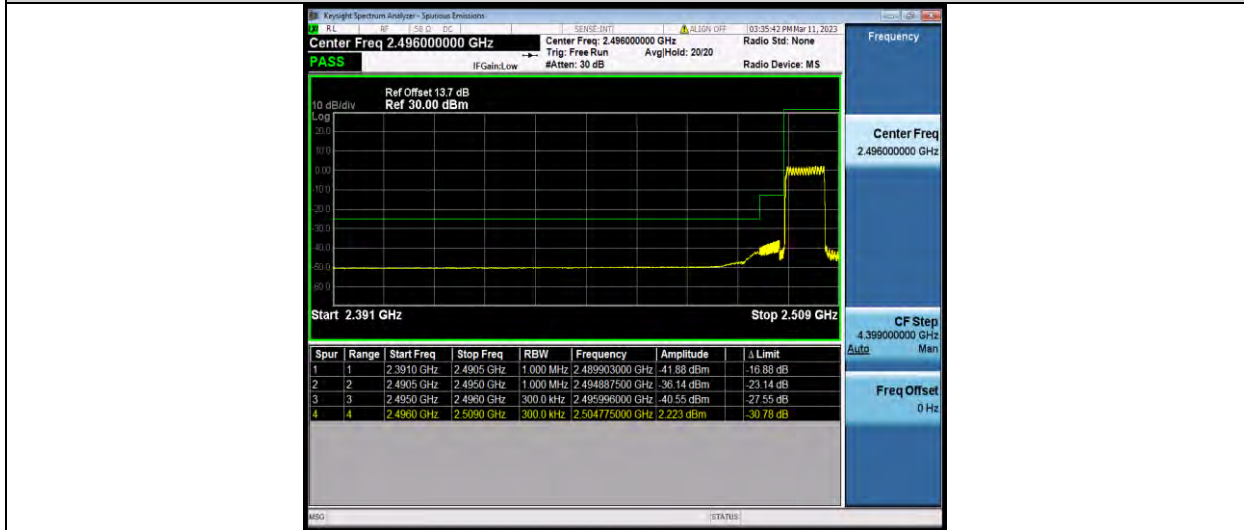 Keysight Spectrum Analyzer - Spurious Emissions
RL RF 50 Ω DC SENSE:INT ALIGN OFF 03:35:42 PM Mar 11, 2023
Center Freq 2.496000000 GHz Center Freq: 2.496000000 GHz Radio Std: None Frequency
Trig: Free Run Avg|Hold: 20/20
PASS IFGain:Low #Atten: 30 dB Radio Device: MS
Ref Offset 13.7 dB
10 dB/div Ref 30.00 dBm
Log
20.0
10.0
0.00
-10.0
-20.0
-30.0
-40.0
-50.0
-60.0
Start 2.391 GHz Stop 2.509 GHz
Center Freq
2.496000000 GHz
CF Step
4.399000000 GHz
Auto Man
Freq Offset
0 Hz
Spur Range Start Freq Stop Freq RBW Frequency Amplitude Δ Limit
1 1 2.3910 GHz 2.4905 GHz 1.000 MHz 2.489903000 GHz -41.88 dBm -16.88 dB
2 2 2.4905 GHz 2.4950 GHz 1.000 MHz 2.494887500 GHz -36.14 dBm -23.14 dB
3 3 2.4950 GHz 2.4960 GHz 300.0 kHz 2.495996000 GHz -40.55 dBm -27.55 dB
4 4 2.4960 GHz 2.5090 GHz 300.0 kHz 2.504775000 GHz 2.223 dBm -30.78 dB
MSG STATUS